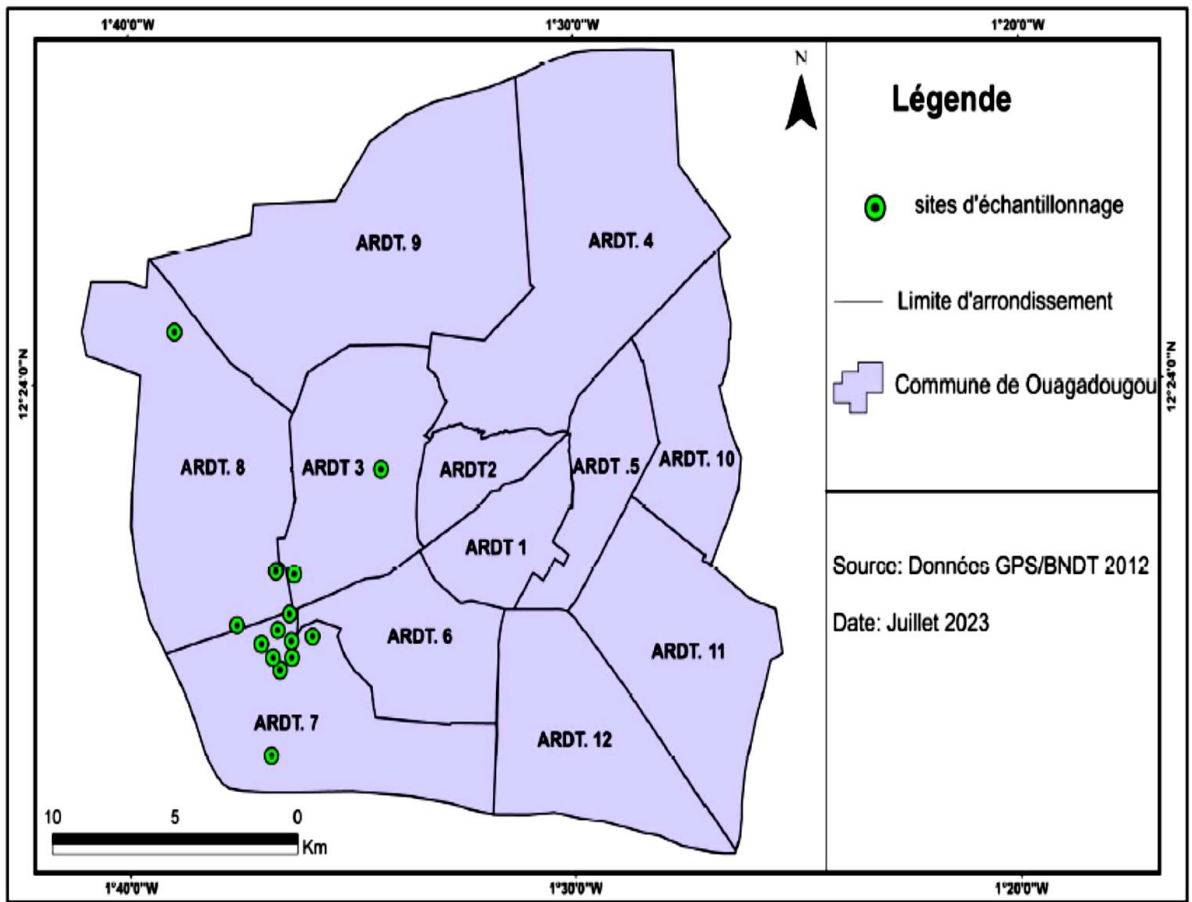 1°40'0"W 1°30'0"W 1°20'0"W
N
Légende
sites d'échantillonnage
ARDT. 9
ARDT. 4
Limite d'arrondissement
12°24'0"N
12°24'0"N
Commune de Ouagadougou
ARDT. 8
ARDT 3
ARDT2
ARDT .5
ARDT. 10
ARDT 1
Source: Données GPS/BNDT 2012
Date: Juillet 2023
ARDT. 6
ARDT. 11
ARDT. 7
ARDT. 12
10 5 0
Km
1°40'0"W 1°30'0"W 1°20'0"W